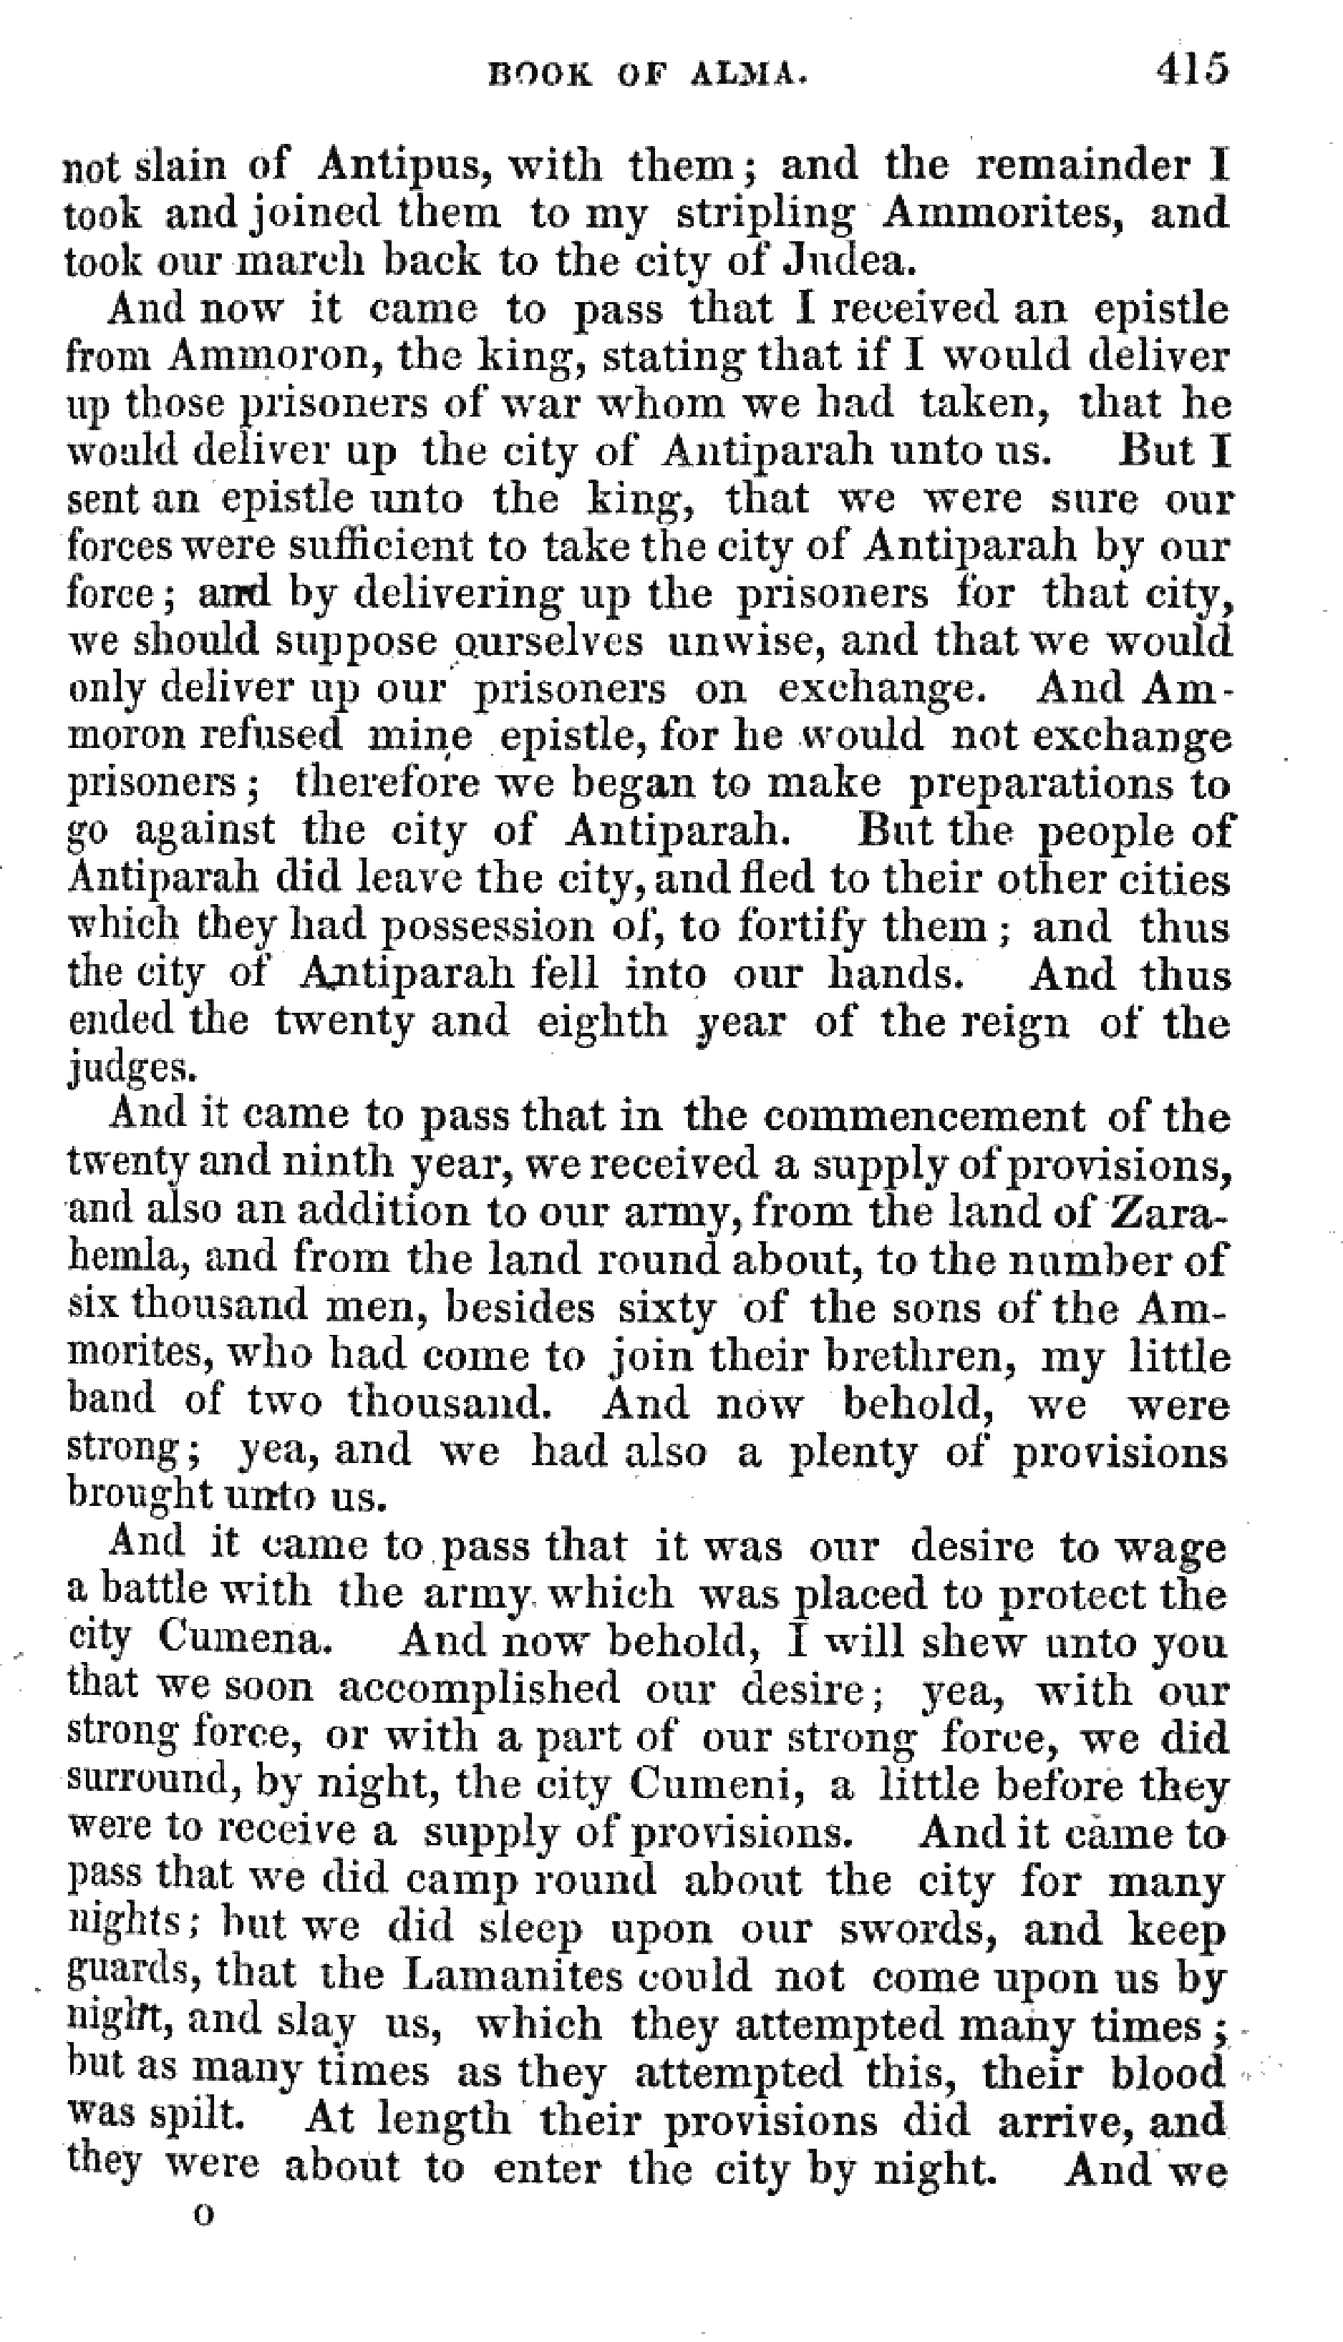 BOOK OF ALMA. 415
not slain of Antipus, with them; and the remainder I
took and joined them to my stripling Ammorites, and
took our march back to the city of Judea.
And now it came to pass that I received an epistle
from Ammoron, the king, stating that if I would deliver
up those prisoners of war whom we had taken, that he
would deliver up the city of Antiparah unto us. But I
sent an epistle unto the king, that we were sure our
forces were sufficient to take the city of Antiparah by our
force; and by delivering up the prisoners for that city,
we should suppose ourselves unwise, and that we would
only deliver up our prisoners on exchange. And Am-
moron refused mine epistle, for he would not exchange
prisoners; therefore we began to make preparations to
go against the city of Antiparah. But the people of
Antiparah did leave the city, and fled to their other cities
which they had possession of, to fortify them; and thus
the city of Antiparah fell into our hands. And thus
ended the twenty and eighth year of the reign of the
judges.
And it came to pass that in the commencement of the
twenty and ninth year, we received a supply of provisions,
and also an addition to our army, from the land of Zara-
hemla, and from the land round about, to the number of
six thousand men, besides sixty of the sons of the Am-
morites, who had come to join their brethren, my little
band of two thousand. And now behold, we were
strong; yea, and we had also a plenty of provisions
brought unto us.
And it came to pass that it was our desire to wage
a battle with the army which was placed to protect the
city Cumena. And now behold, I will shew unto you
that we soon accomplished our desire; yea, with our
strong force, or with a part of our strong force, we did
surround, by night, the city Cumeni, a little before they
were to receive a supply of provisions. And it came to
pass that we did camp round about the city for many
nights; but we did sleep upon our swords, and keep
guards, that the Lamanites could not come upon us by
night, and slay us, which they attempted many times;
but as many times as they attempted this, their blood
was spilt. At length their provisions did arrive, and
they were about to enter the city by night. And we
O